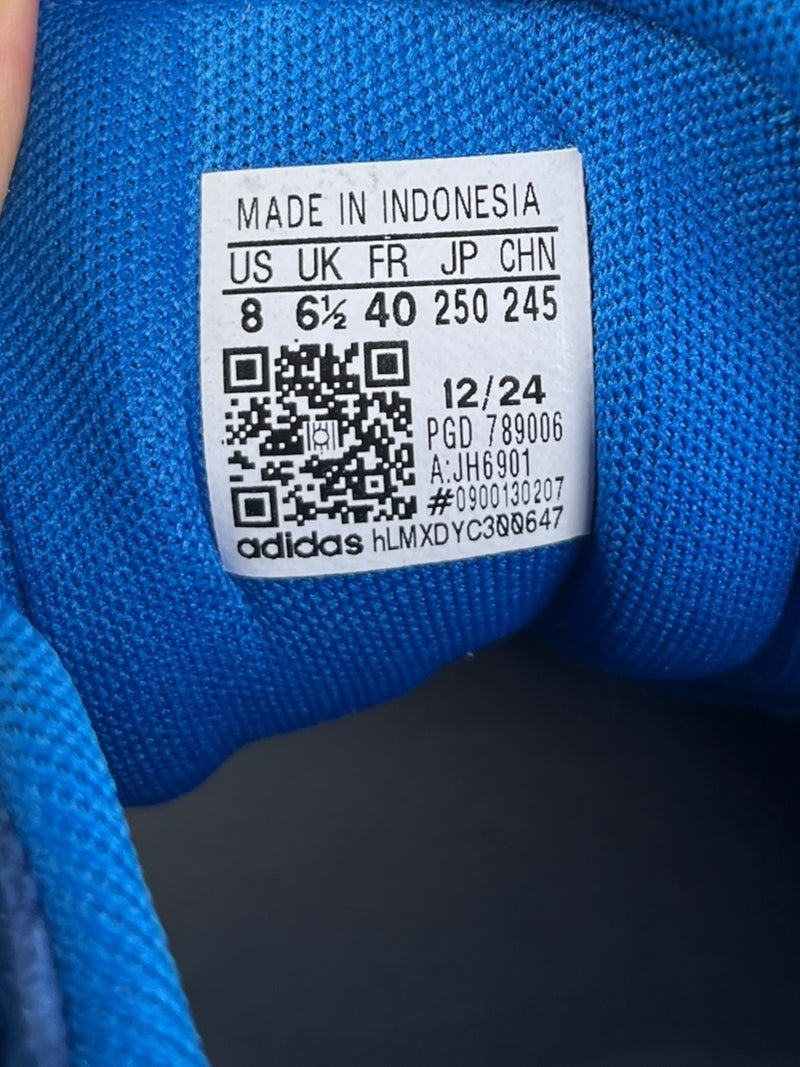 MADE IN INDONESIA
US UK FR JP CHN
8 6½ 40 250 245
12/24
PGD 789006
A:JH6901
#0900130207
adidas hLMXDYC300647